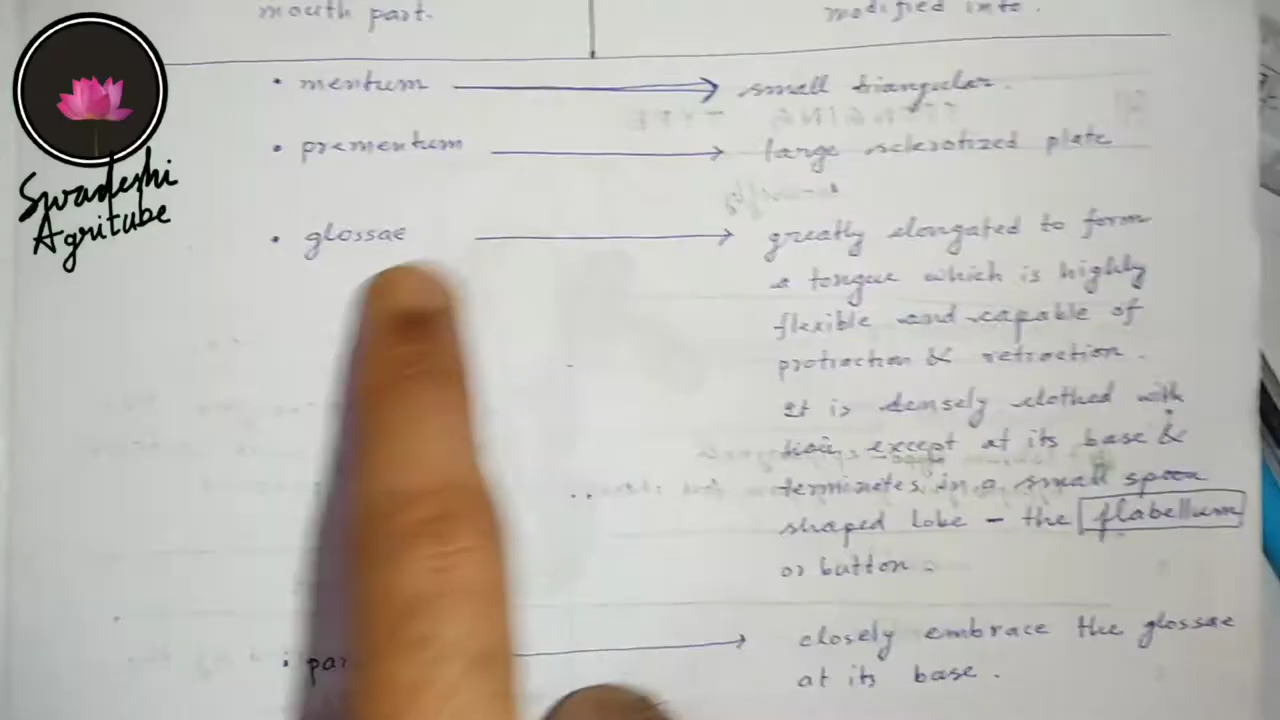 mouth part.
modified into.
Swadeshi
Agritube
• mentum → small triangular.
• prementum → large sclerotized plate
• glossae → greatly elongated to form
a tongue which is highly
flexible and capable of
protraction & retraction.
It is densely clothed with
hair, except at its base &
terminates in a small spoon
shaped lobe - the flabellum
or button.
par → closely embrace the glossae
at its base.